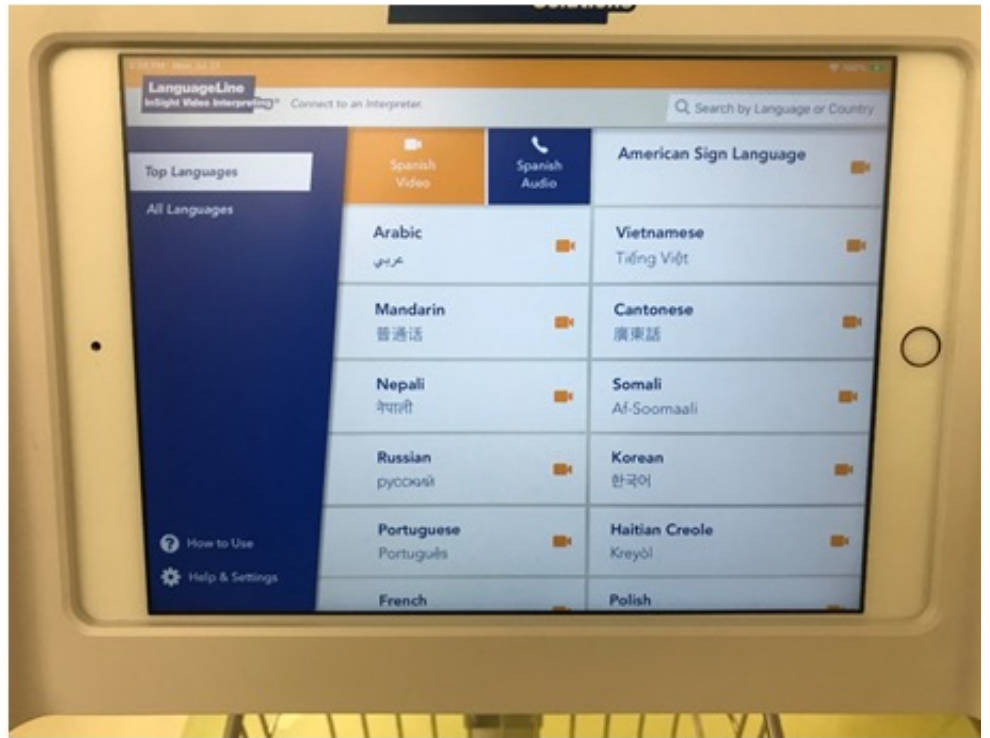 Solutions
LanguageLine
InSight Video Interpreting®
Connect to an Interpreter.
Search by Language or Country
Top Languages
All Languages
How to Use
Help & Settings
Spanish
Video
Spanish
Audio
American Sign Language
Arabic
عربي
Vietnamese
Tiếng Việt
Mandarin
普通话
Cantonese
廣東話
Nepali
नेपाली
Somali
Af-Soomaali
Russian
русский
Korean
한국어
Portuguese
Português
Haitian Creole
Kreyòl
French
Polish